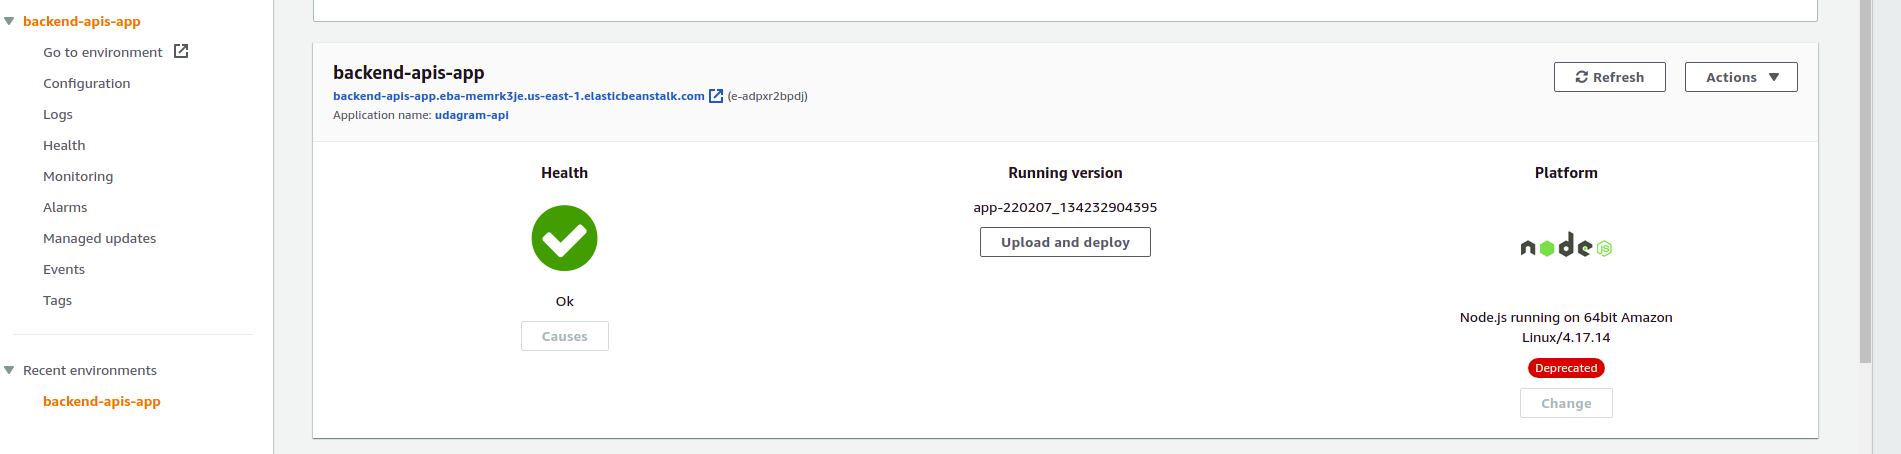 backend-apis-app
Go to environment
Configuration
Logs
Health
Monitoring
Alarms
Managed updates
Events
Tags
Recent environments
backend-apis-app
backend-apis-app
backend-apis-app.eba-memrk3je.us-east-1.elasticbeanstalk.com (e-adpxr2bpdj)
Application name: udagram-api
Refresh
Actions
Health
Ok
Causes
Running version
app-220207_134232904395
Upload and deploy
Platform
node JS
Node.js running on 64bit Amazon
Linux/4.17.14
Deprecated
Change